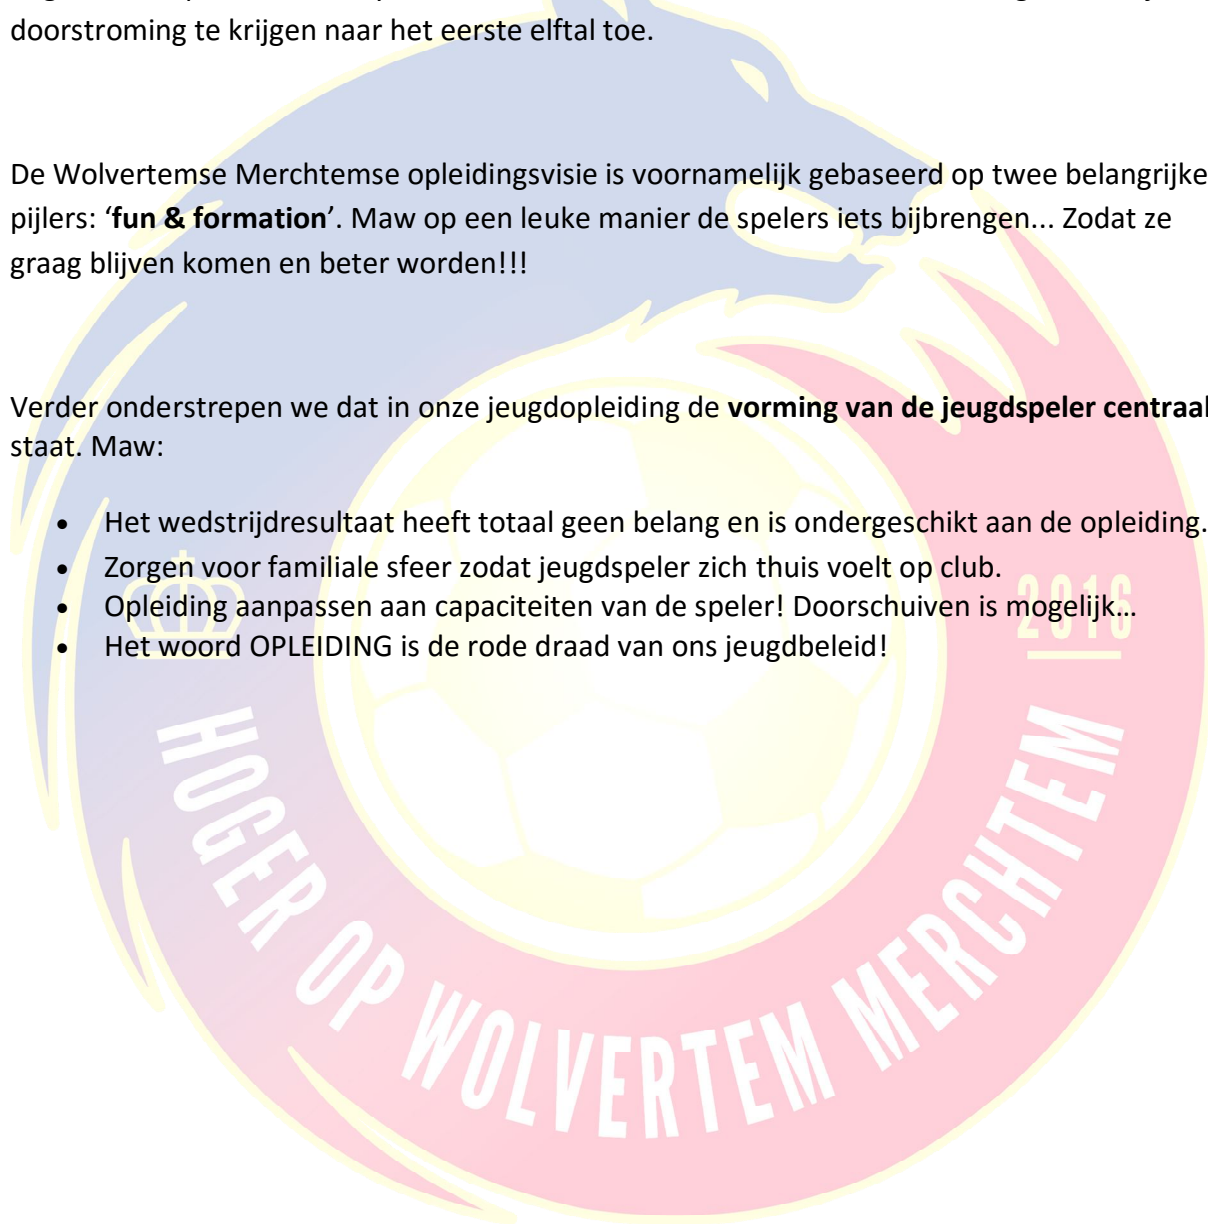 doorstroming te krijgen naar het eerste elftal toe.
De Wolvertemse Merchtemse opleidingsvisie is voornamelijk gebaseerd op twee belangrijke
pijlers: ‘fun & formation’. Maw op een leuke manier de spelers iets bijbrengen... Zodat ze
graag blijven komen en beter worden!!!
Verder onderstrepen we dat in onze jeugdopleiding de vorming van de jeugdspeler centraal
staat. Maw:
• Het wedstrijdresultaat heeft totaal geen belang en is ondergeschikt aan de opleiding.
• Zorgen voor familiale sfeer zodat jeugdspeler zich thuis voelt op club.
• Opleiding aanpassen aan capaciteiten van de speler! Doorschuiven is mogelijk…
• Het woord OPLEIDING is de rode draad van ons jeugdbeleid!
2016
HOGER OP WOLVERTEM MERCHTEM